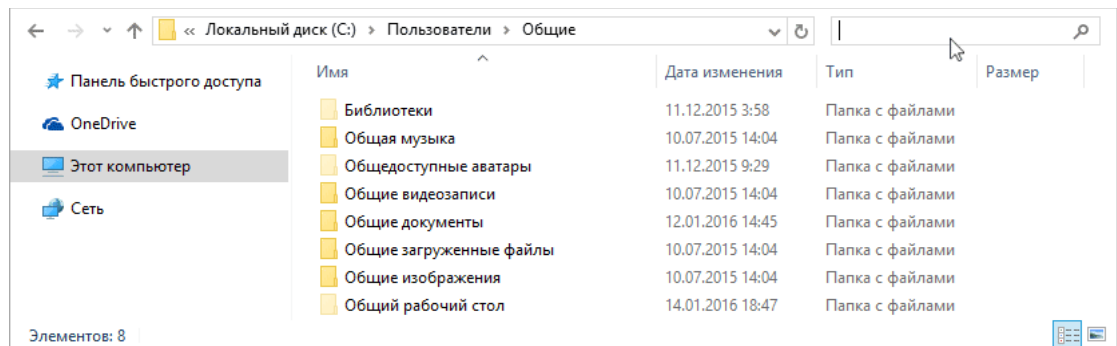 « Локальный диск (C:) › Пользователи › Общие
Панель быстрого доступа
OneDrive
Этот компьютер
Сеть
Имя Дата изменения Тип Размер
Библиотеки 11.12.2015 3:58 Папка с файлами
Общая музыка 10.07.2015 14:04 Папка с файлами
Общедоступные аватары 11.12.2015 9:29 Папка с файлами
Общие видеозаписи 10.07.2015 14:04 Папка с файлами
Общие документы 12.01.2016 14:45 Папка с файлами
Общие загруженные файлы 10.07.2015 14:04 Папка с файлами
Общие изображения 10.07.2015 14:04 Папка с файлами
Общий рабочий стол 14.01.2016 18:47 Папка с файлами
Элементов: 8